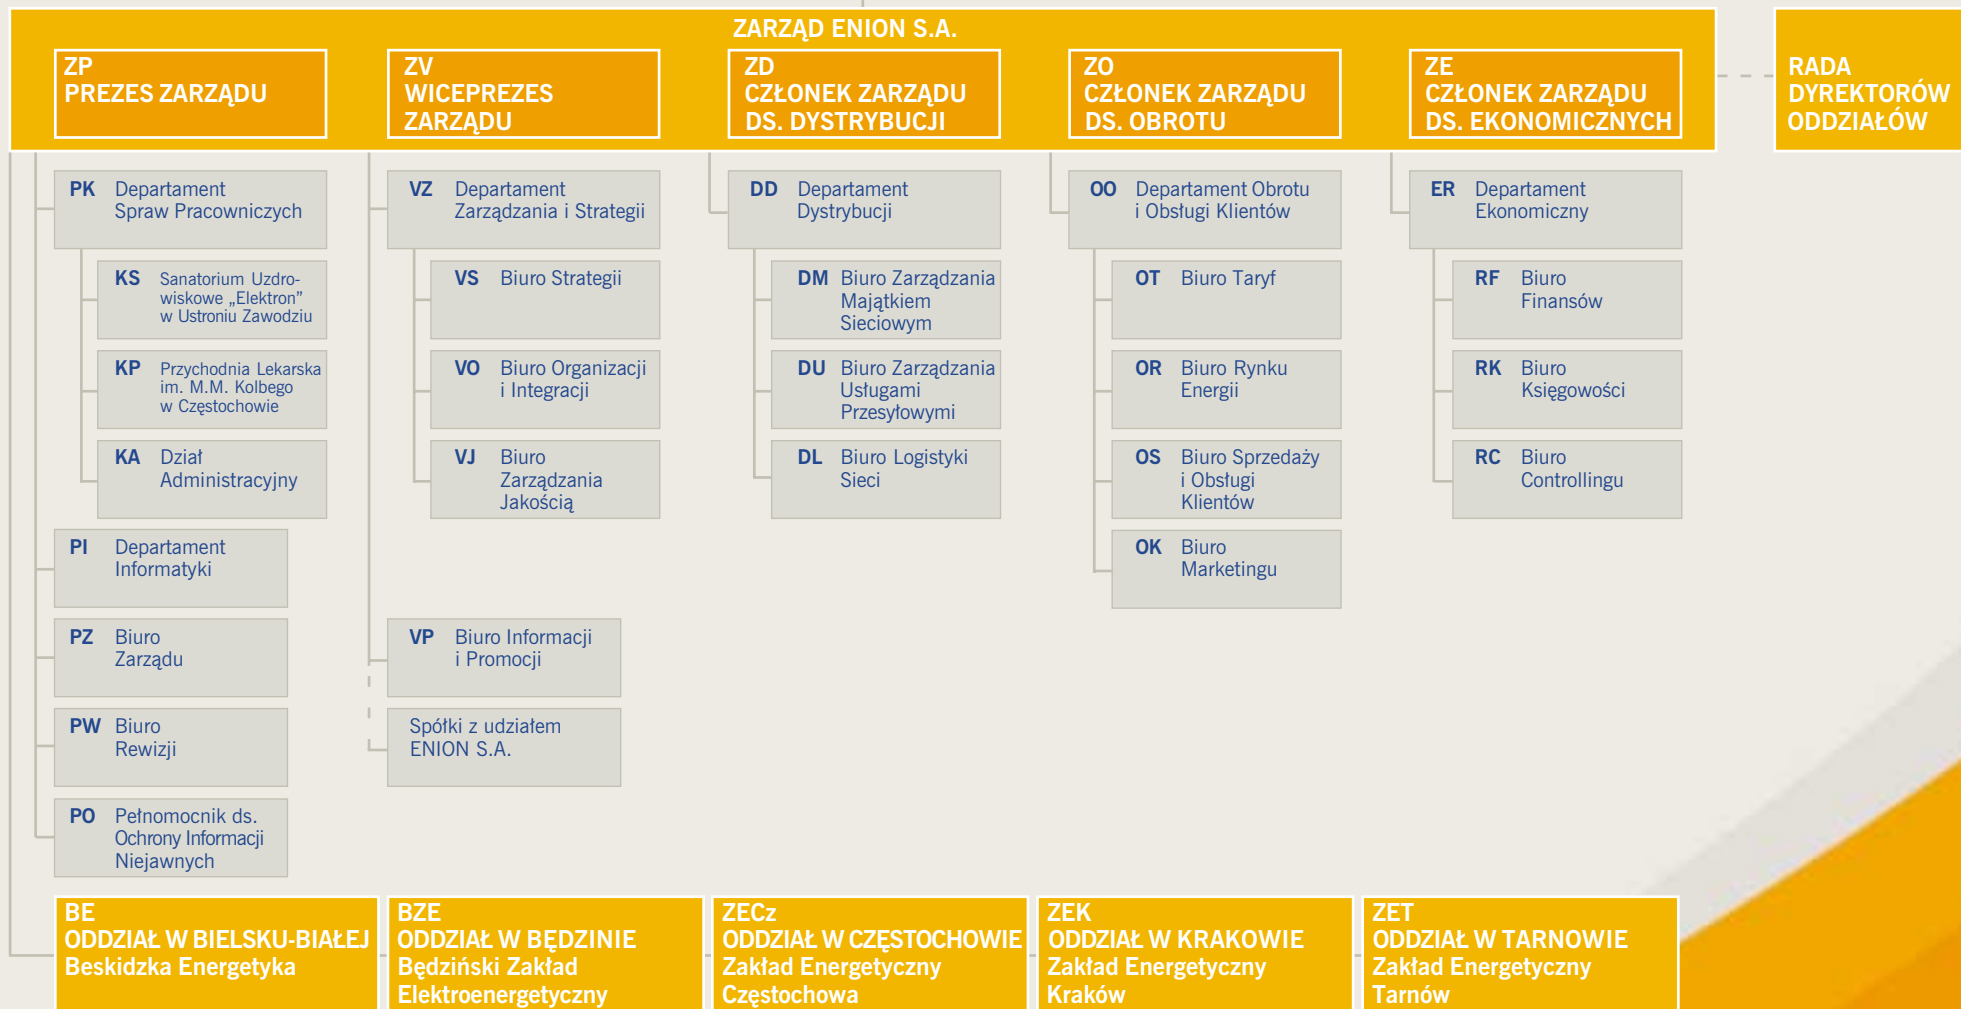 ZARZĄD ENION S.A.
ZP
PREZES ZARZĄDU
ZV
WICEPREZES
ZARZĄDU
ZD
CZŁONEK ZARZĄDU
DS. DYSTRYBUCJI
ZO
CZŁONEK ZARZĄDU
DS. OBROTU
ZE
CZŁONEK ZARZĄDU
DS. EKONOMICZNYCH
RADA
DYREKTORÓW
ODDZIAŁÓW
PK Departament
Spraw Pracowniczych
KS Sanatorium Uzdro-
wiskowe „Elektron”
w Ustroniu Zawodziu
KP Przychodnia Lekarska
im. M.M. Kolbego
w Częstochowie
KA Dział
Administracyjny
PI Departament
Informatyki
PZ Biuro
Zarządu
PW Biuro
Rewizji
PO Pełnomocnik ds.
Ochrony Informacji
Niejawnych
VZ Departament
Zarządzania i Strategii
VS Biuro Strategii
VO Biuro Organizacji
i Integracji
VJ Biuro
Zarządzania
Jakością
VP Biuro Informacji
i Promocji
Spółki z udziałem
ENION S.A.
DD Departament
Dystrybucji
DM Biuro Zarządzania
Majątkiem
Sieciowym
DU Biuro Zarządzania
Usługami
Przesyłowymi
DL Biuro Logistyki
Sieci
OO Departament Obrotu
i Obsługi Klientów
OT Biuro Taryf
OR Biuro Rynku
Energii
OS Biuro Sprzedaży
i Obsługi
Klientów
OK Biuro
Marketingu
ER Departament
Ekonomiczny
RF Biuro
Finansów
RK Biuro
Księgowości
RC Biuro
Controllingu
BE
ODDZIAŁ W BIELSKU-BIAŁEJ
Beskidzka Energetyka
BZE
ODDZIAŁ W BĘDZINIE
Będziński Zakład
Elektroenergetyczny
ZECz
ODDZIAŁ W CZĘSTOCHOWIE
Zakład Energetyczny
Częstochowa
ZEK
ODDZIAŁ W KRAKOWIE
Zakład Energetyczny
Kraków
ZET
ODDZIAŁ W TARNOWIE
Zakład Energetyczny
Tarnów